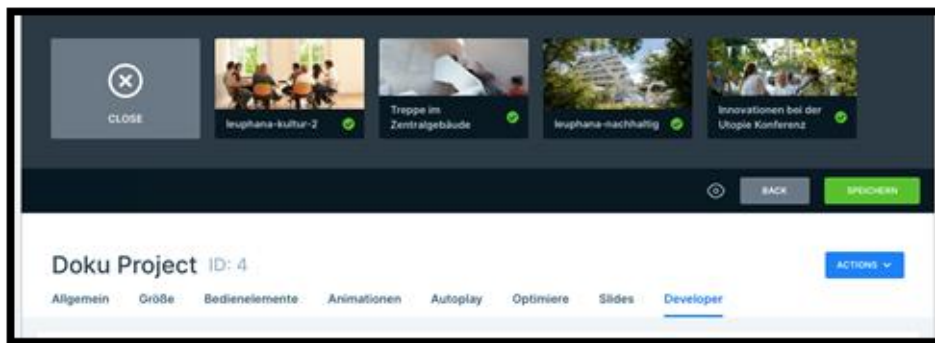 CLOSE
leuphana-kultur-2
Treppe im
Zentralgebäude
leuphana-nachhaltig
Innovationen bei der
Utopie Konferenz
BACK
SPEICHERN
Doku Project ID: 4
ACTIONS
Allgemein Größe Bedienelemente Animationen Autoplay Optimiere Slides Developer